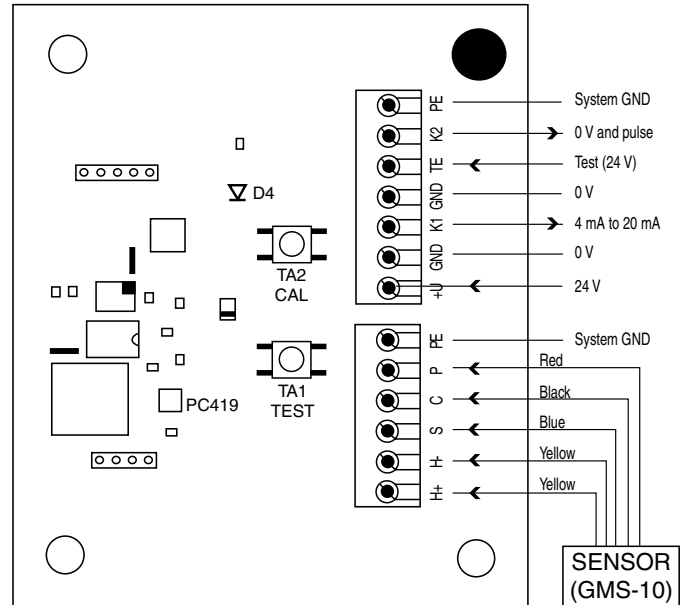 PE System GND
K2 0 V and pulse
TE Test (24 V)
GND 0 V
K1 4 mA to 20 mA
GND 0 V
+U 24 V
D4
TA2
CAL
TA1
TEST
PC419
PE System GND
P Red
C Black
S Blue
H- Yellow
H+ Yellow
SENSOR
(GMS-10)